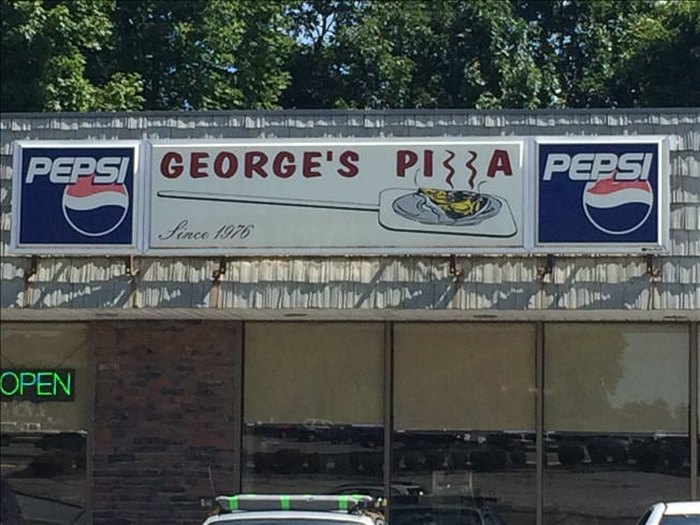 PEPSI
GEORGE'S PIZZA
PEPSI
Since 1976
OPEN